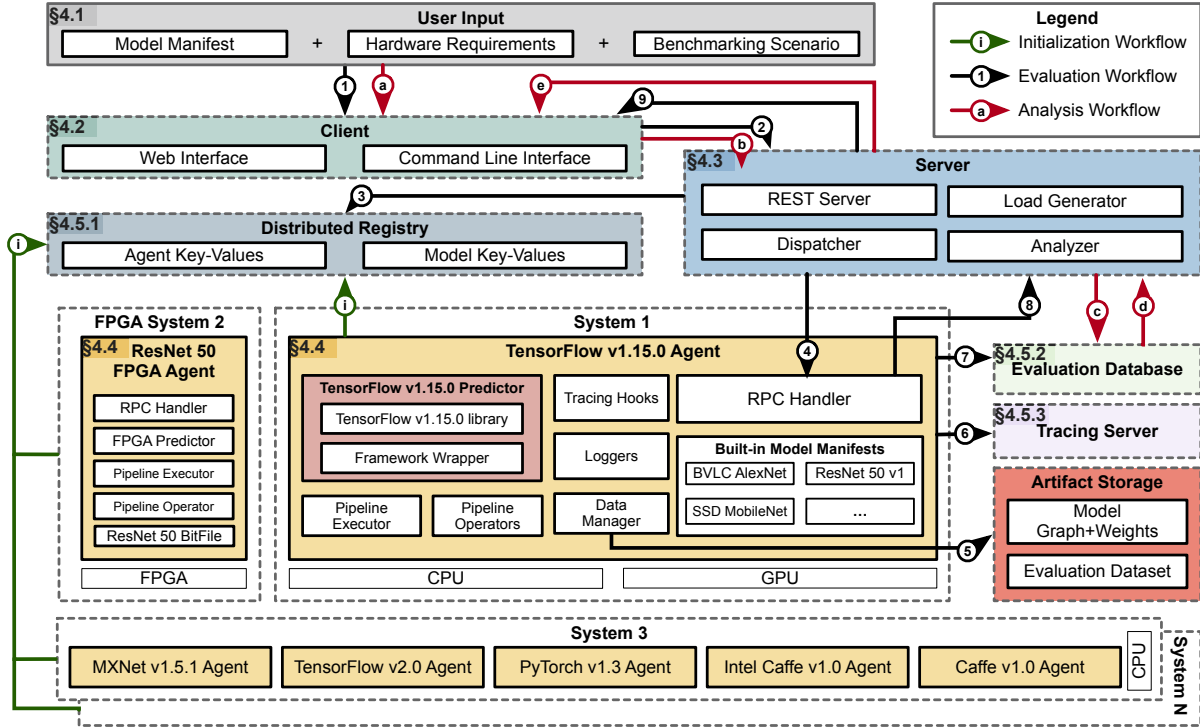 §4.1
User Input
Model Manifest
+
Hardware Requirements
+
Benchmarking Scenario
Legend
i
Initialization Workflow
1
Evaluation Workflow
a
Analysis Workflow
1
a
e
9
§4.2
Client
Web Interface
Command Line Interface
2
b
§4.3
Server
REST Server
Load Generator
Dispatcher
Analyzer
3
§4.5.1
Distributed Registry
Agent Key-Values
Model Key-Values
i
i
8
c
d
FPGA System 2
§4.4
ResNet 50
FPGA Agent
RPC Handler
FPGA Predictor
Pipeline Executor
Pipeline Operator
ResNet 50 BitFile
FPGA
System 1
§4.4
TensorFlow v1.15.0 Agent
4
TensorFlow v1.15.0 Predictor
TensorFlow v1.15.0 library
Framework Wrapper
Tracing Hooks
Loggers
RPC Handler
Built-in Model Manifests
BVLC AlexNet
ResNet 50 v1
SSD MobileNet
...
Pipeline
Executor
Pipeline
Operators
Data
Manager
CPU
GPU
7
§4.5.2
Evaluation Database
6
§4.5.3
Tracing Server
5
Artifact Storage
Model
Graph+Weights
Evaluation Dataset
System 3
MXNet v1.5.1 Agent
TensorFlow v2.0 Agent
PyTorch v1.3 Agent
Intel Caffe v1.0 Agent
Caffe v1.0 Agent
CPU
System N